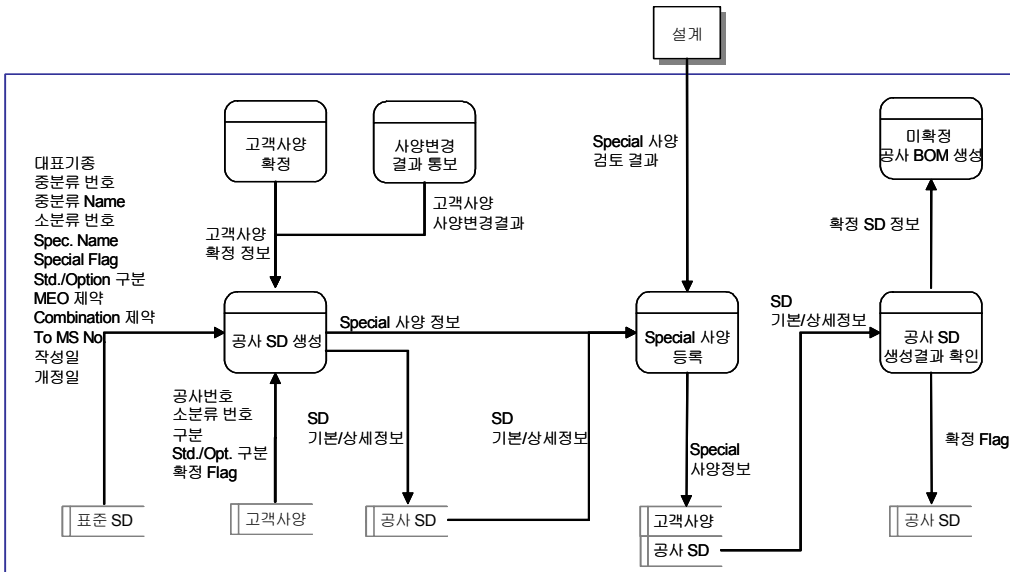 설계
고객사양
확정
사양변경
결과 통보
Special 사양
검토 결과
미확정
공사 BOM 생성
대표기종
중분류 번호
중분류 Name
소분류 번호
Spec. Name
Special Flag
Std./Option 구분
MEO 제약
Combination 제약
To MS No.
작성일
개정일
고객사양
확정 정보
고객사양
사양변경결과
확정 SD 정보
공사 SD 생성
Special 사양 정보
Special 사양
등록
SD
기본/상세정보
공사 SD
생성결과 확인
공사번호
소분류 번호
구분
Std./Opt. 구분
확정 Flag
SD
기본/상세정보
SD
기본/상세정보
Special
사양정보
확정 Flag
표준 SD
고객사양
공사 SD
고객사양
공사 SD
공사 SD